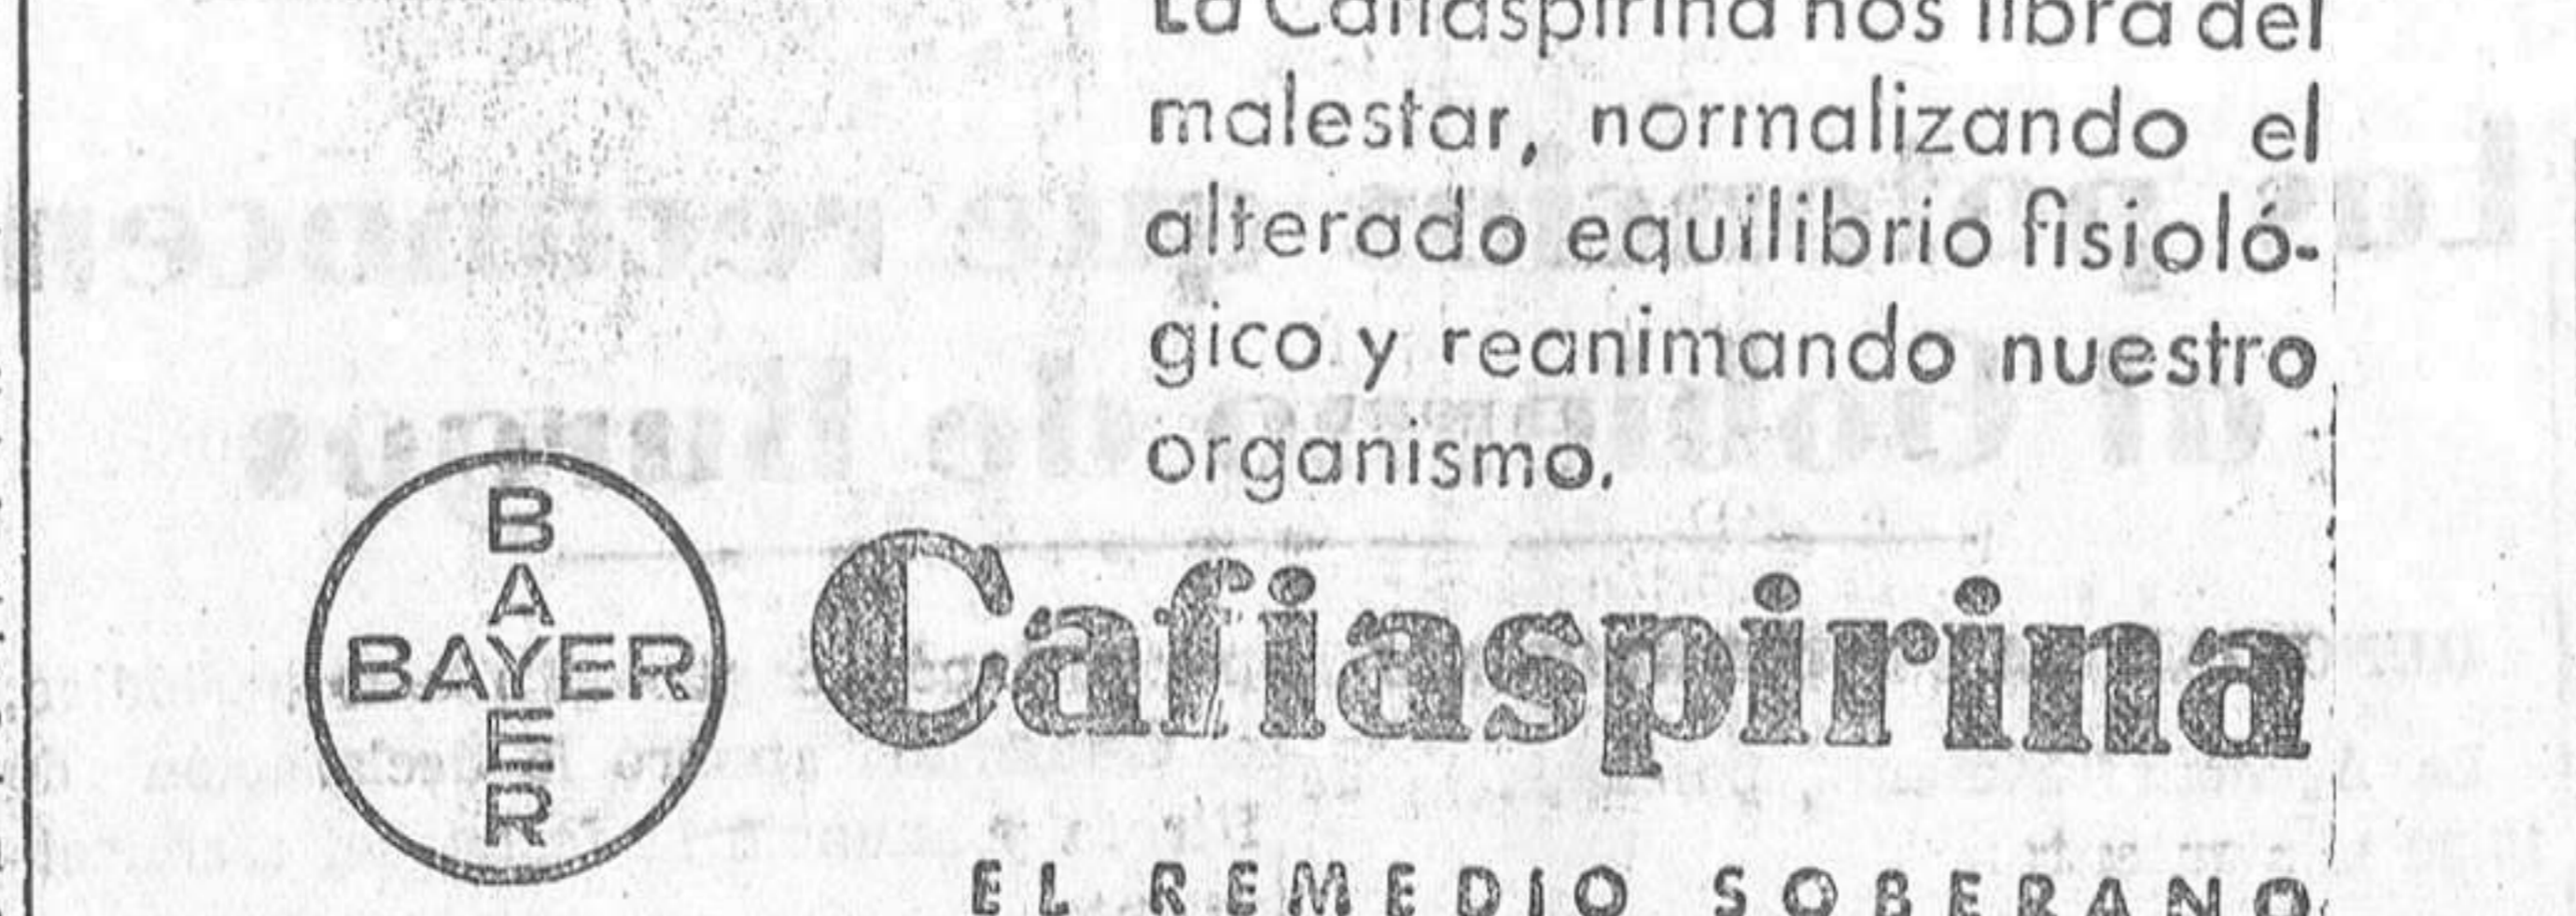 La Cafiaspirina nos libra del
malestar, normalizando el
alterado equilibrio fisioló-
gico y reanimando nuestro
organismo.
BAYER
BAYER
Cafiaspirina
EL REMEDIO SOBERANO